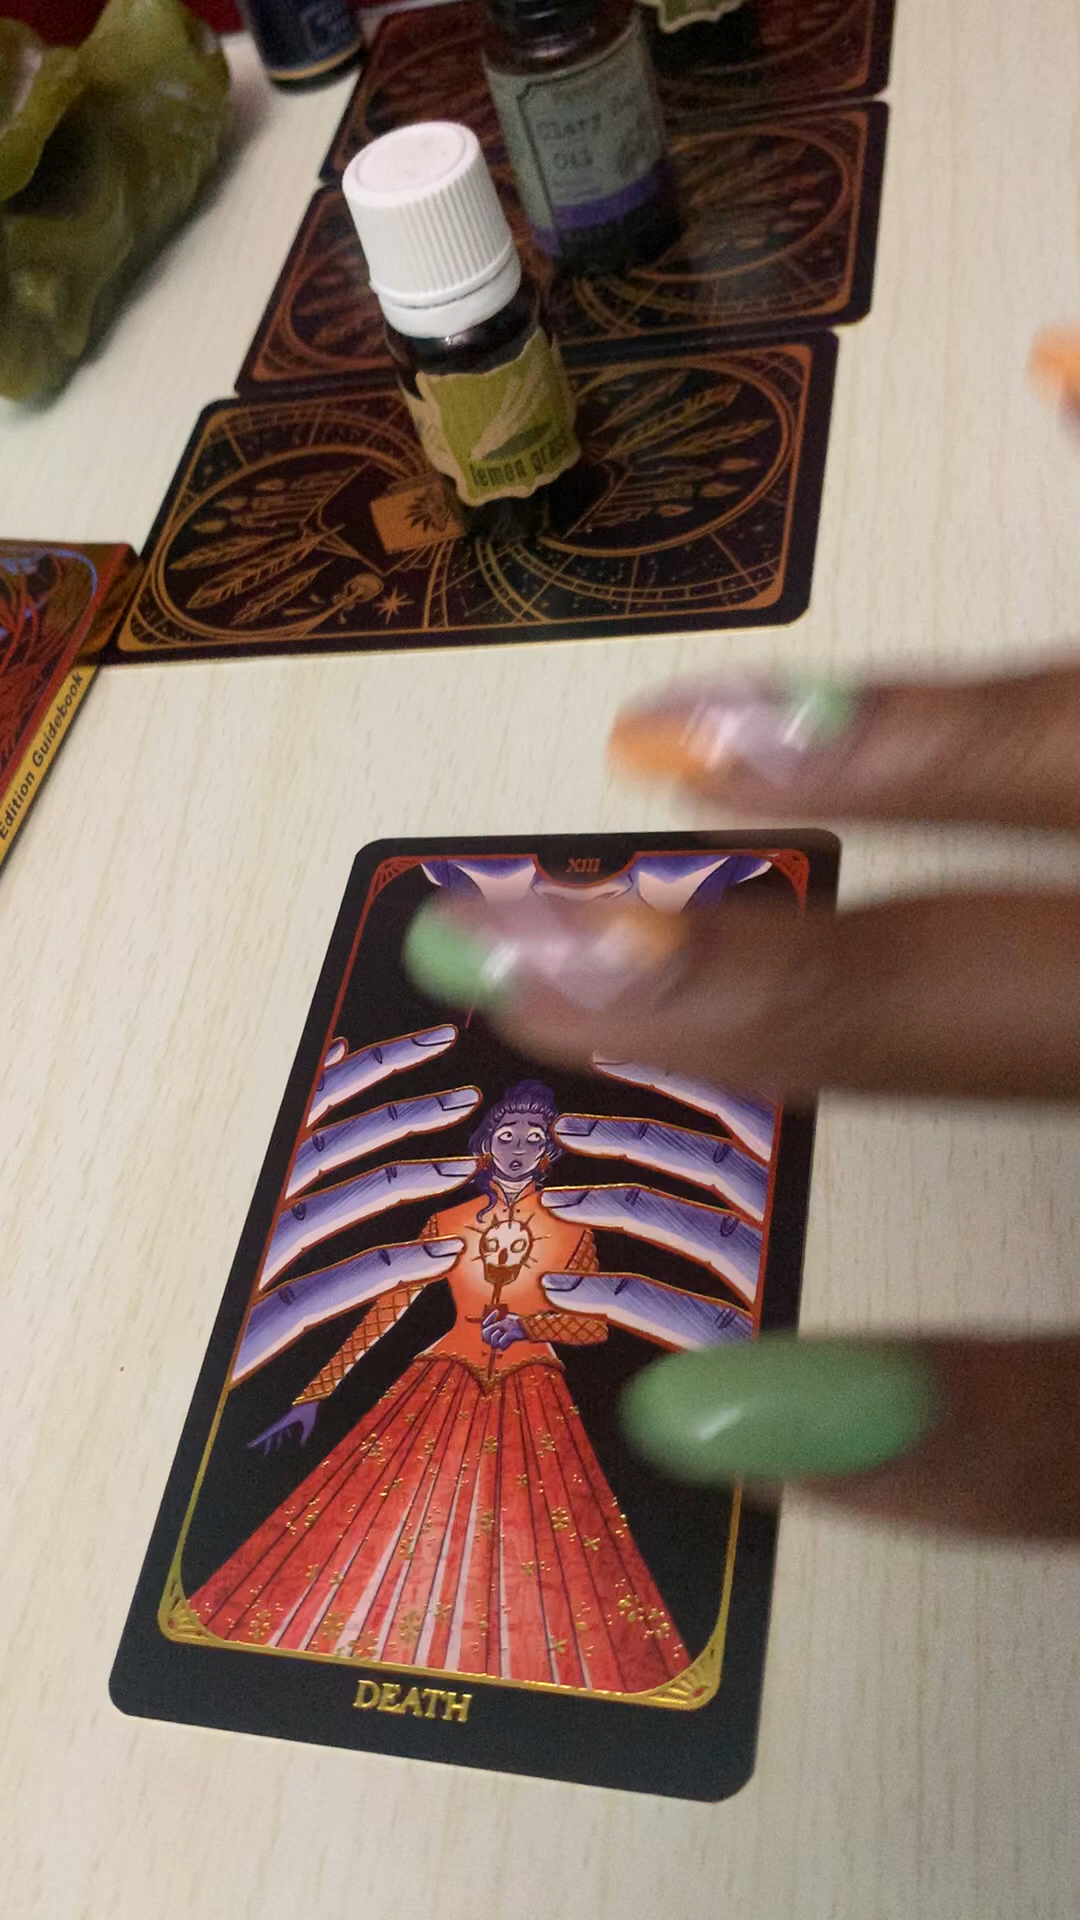 Clary Sage
Oil
lemon grass
Edition Guidebook
XIII
DEATH